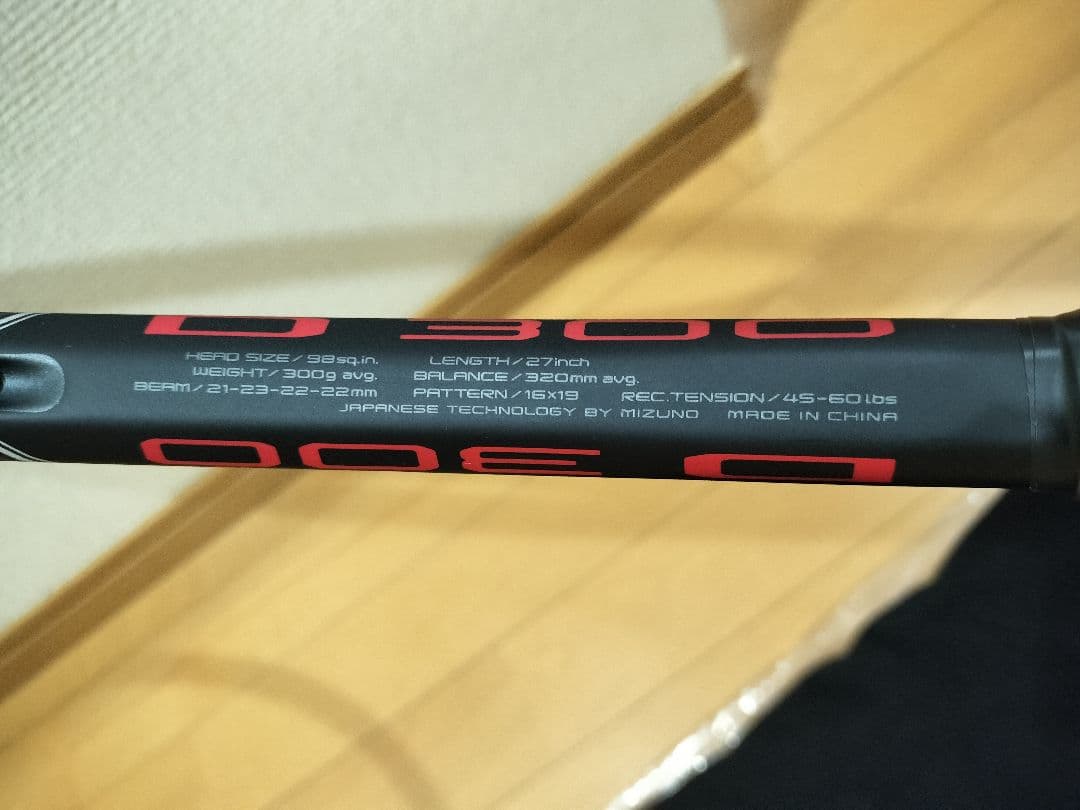 D 300
HEAD SIZE/98sq.in. LENGTH/27inch
WEIGHT/300g avg. BALANCE/320mm avg.
BEAM/21-23-22-22mm PATTERN/16x19 REC.TENSION/45-60lbs
JAPANESE TECHNOLOGY BY MIZUNO MADE IN CHINA
D 300